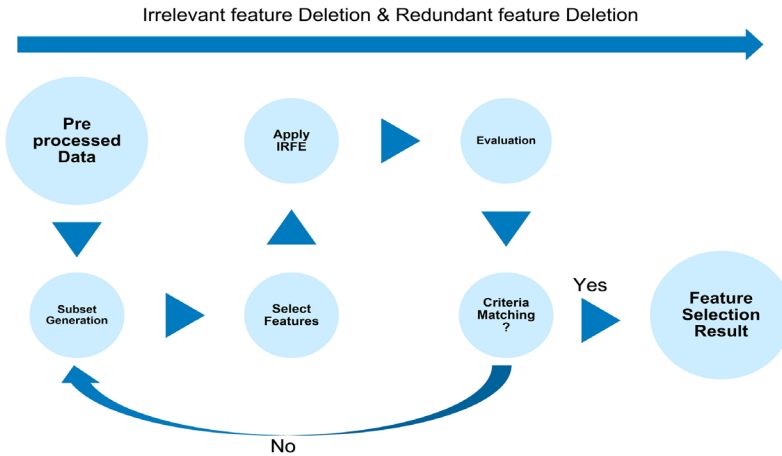 Irrelevant feature Deletion & Redundant feature Deletion
Pre
processed
Data
Apply
IRFE
Evaluation
Subset
Generation
Select
Features
Criteria
Matching
?
Yes
Feature
Selection
Result
No